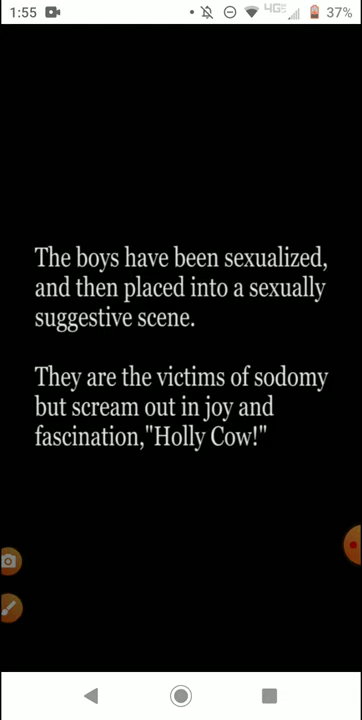 1:55
4GE 37%
The boys have been sexualized,
and then placed into a sexually
suggestive scene.
They are the victims of sodomy
but scream out in joy and
fascination,"Holly Cow!"